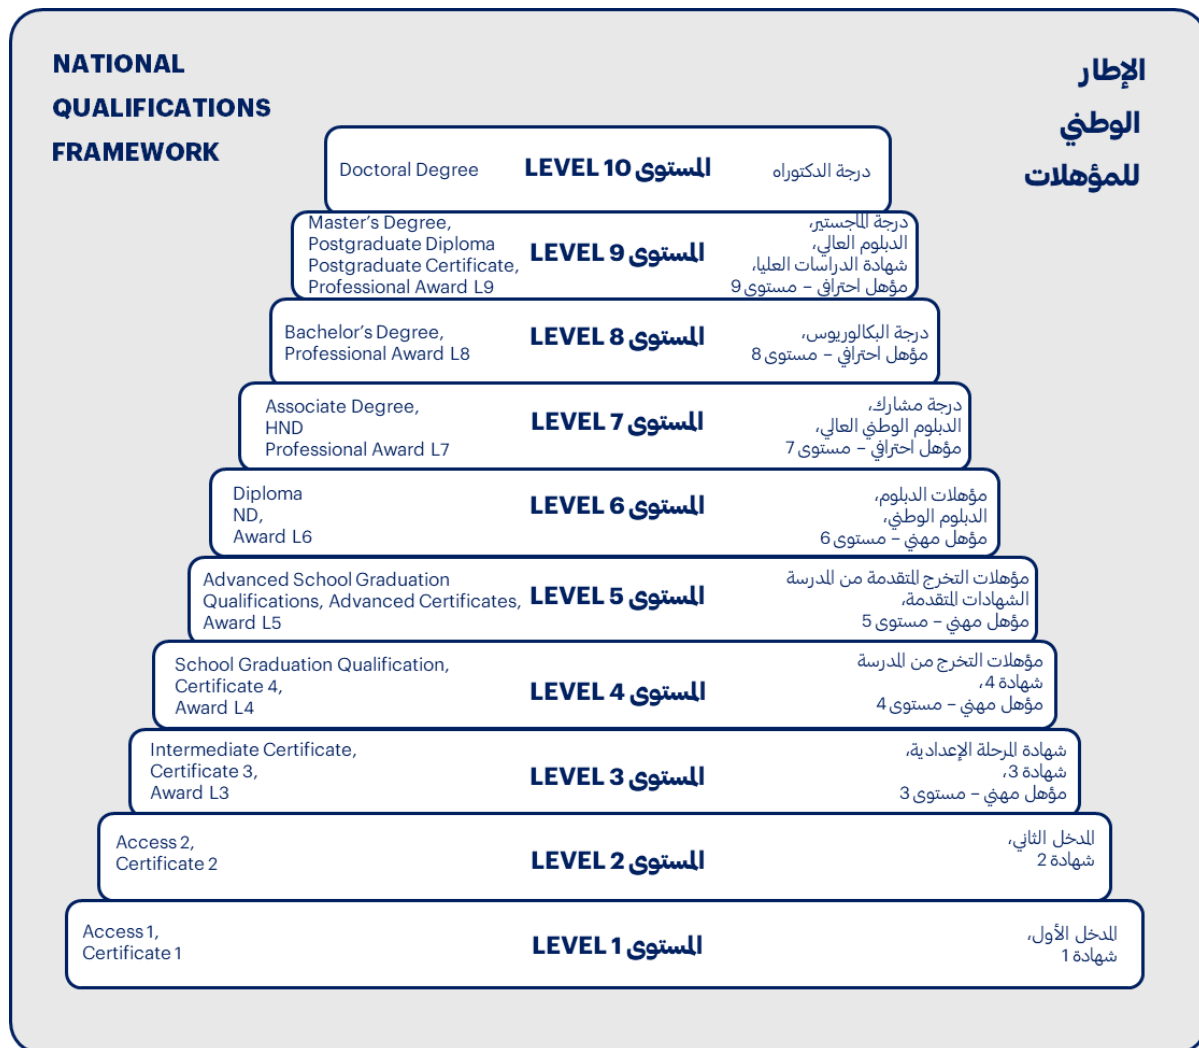 NATIONAL
QUALIFICATIONS
FRAMEWORK
الإطار
الوطني
للمؤهلات
Doctoral Degree
LEVEL 10 المستوى
درجة الدكتوراه
Master's Degree,
Postgraduate Diploma
Postgraduate Certificate,
Professional Award L9
LEVEL 9 المستوى
درجة الماجستير،
الدبلوم العالي،
شهادة الدراسات العليا،
مؤهل احترافي – مستوى 9
Bachelor's Degree,
Professional Award L8
LEVEL 8 المستوى
درجة البكالوريوس،
مؤهل احترافي – مستوى 8
Associate Degree,
HND
Professional Award L7
LEVEL 7 المستوى
درجة مشارك،
الدبلوم الوطني العالي،
مؤهل احترافي – مستوى 7
Diploma
ND,
Award L6
LEVEL 6 المستوى
مؤهلات الدبلوم،
الدبلوم الوطني،
مؤهل مهني – مستوى 6
Advanced School Graduation
Qualifications, Advanced Certificates,
Award L5
LEVEL 5 المستوى
مؤهلات التخرج المتقدمة من المدرسة
الشهادات المتقدمة،
مؤهل مهني – مستوى 5
School Graduation Qualification,
Certificate 4,
Award L4
LEVEL 4 المستوى
مؤهلات التخرج من المدرسة
شهادة 4،
مؤهل مهني – مستوى 4
Intermediate Certificate,
Certificate 3,
Award L3
LEVEL 3 المستوى
شهادة المرحلة الإعدادية،
شهادة 3،
مؤهل مهني – مستوى 3
Access 2,
Certificate 2
LEVEL 2 المستوى
المدخل الثاني،
شهادة 2
Access 1,
Certificate 1
LEVEL 1 المستوى
المدخل الأول،
شهادة 1